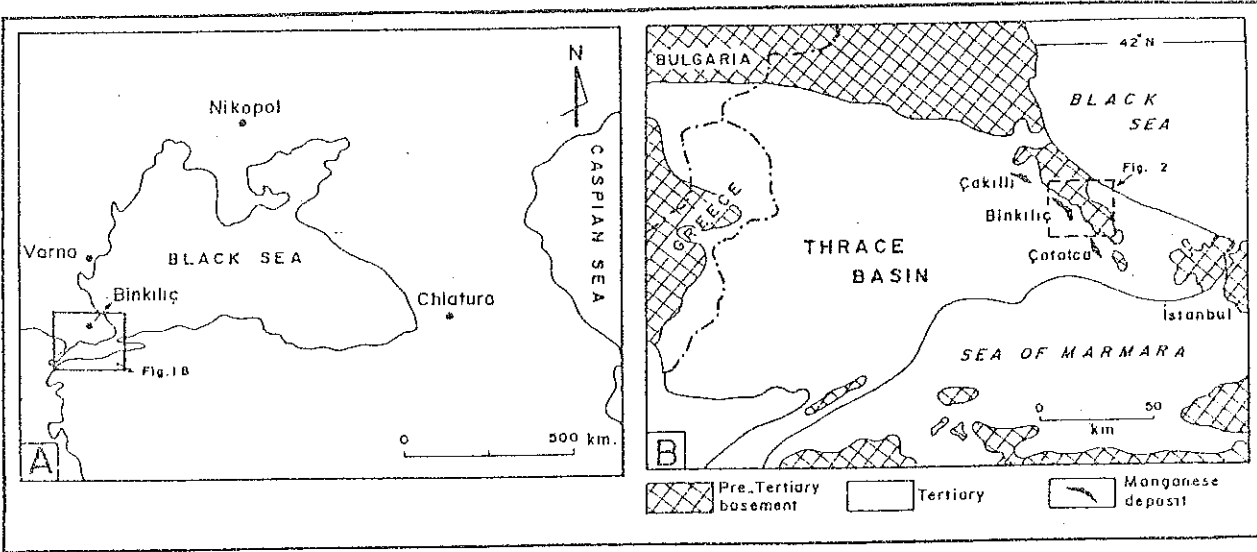 N
Nikopol
CASPIAN SEA
Varna
BLACK SEA
Binkılıç
Chiatura
Fig.1B
0 500 km.
A
42°N
BULGARIA
BLACK
SEA
Fig. 2
Çakıllı
GREECE
Binkılıç
THRACE
BASIN
Çatalca
İstanbul
SEA OF MARMARA
0 50
km
B
Pre-Tertiary
basement
Tertiary
Manganese
deposit